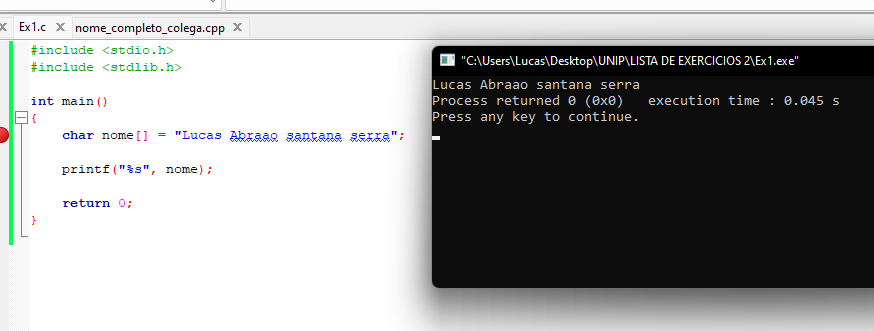 Ex1.c X nome_completo_colega.cpp X
#include <stdio.h>
#include <stdlib.h>
int main()
{
char nome[] = "Lucas Abraao santana serra";
printf("%s", nome);
return 0;
}
"C:\Users\Lucas\Desktop\UNIP\LISTA DE EXERCICIOS 2\Ex1.exe"
Lucas Abraao santana serra
Process returned 0 (0x0)   execution time : 0.045 s
Press any key to continue.